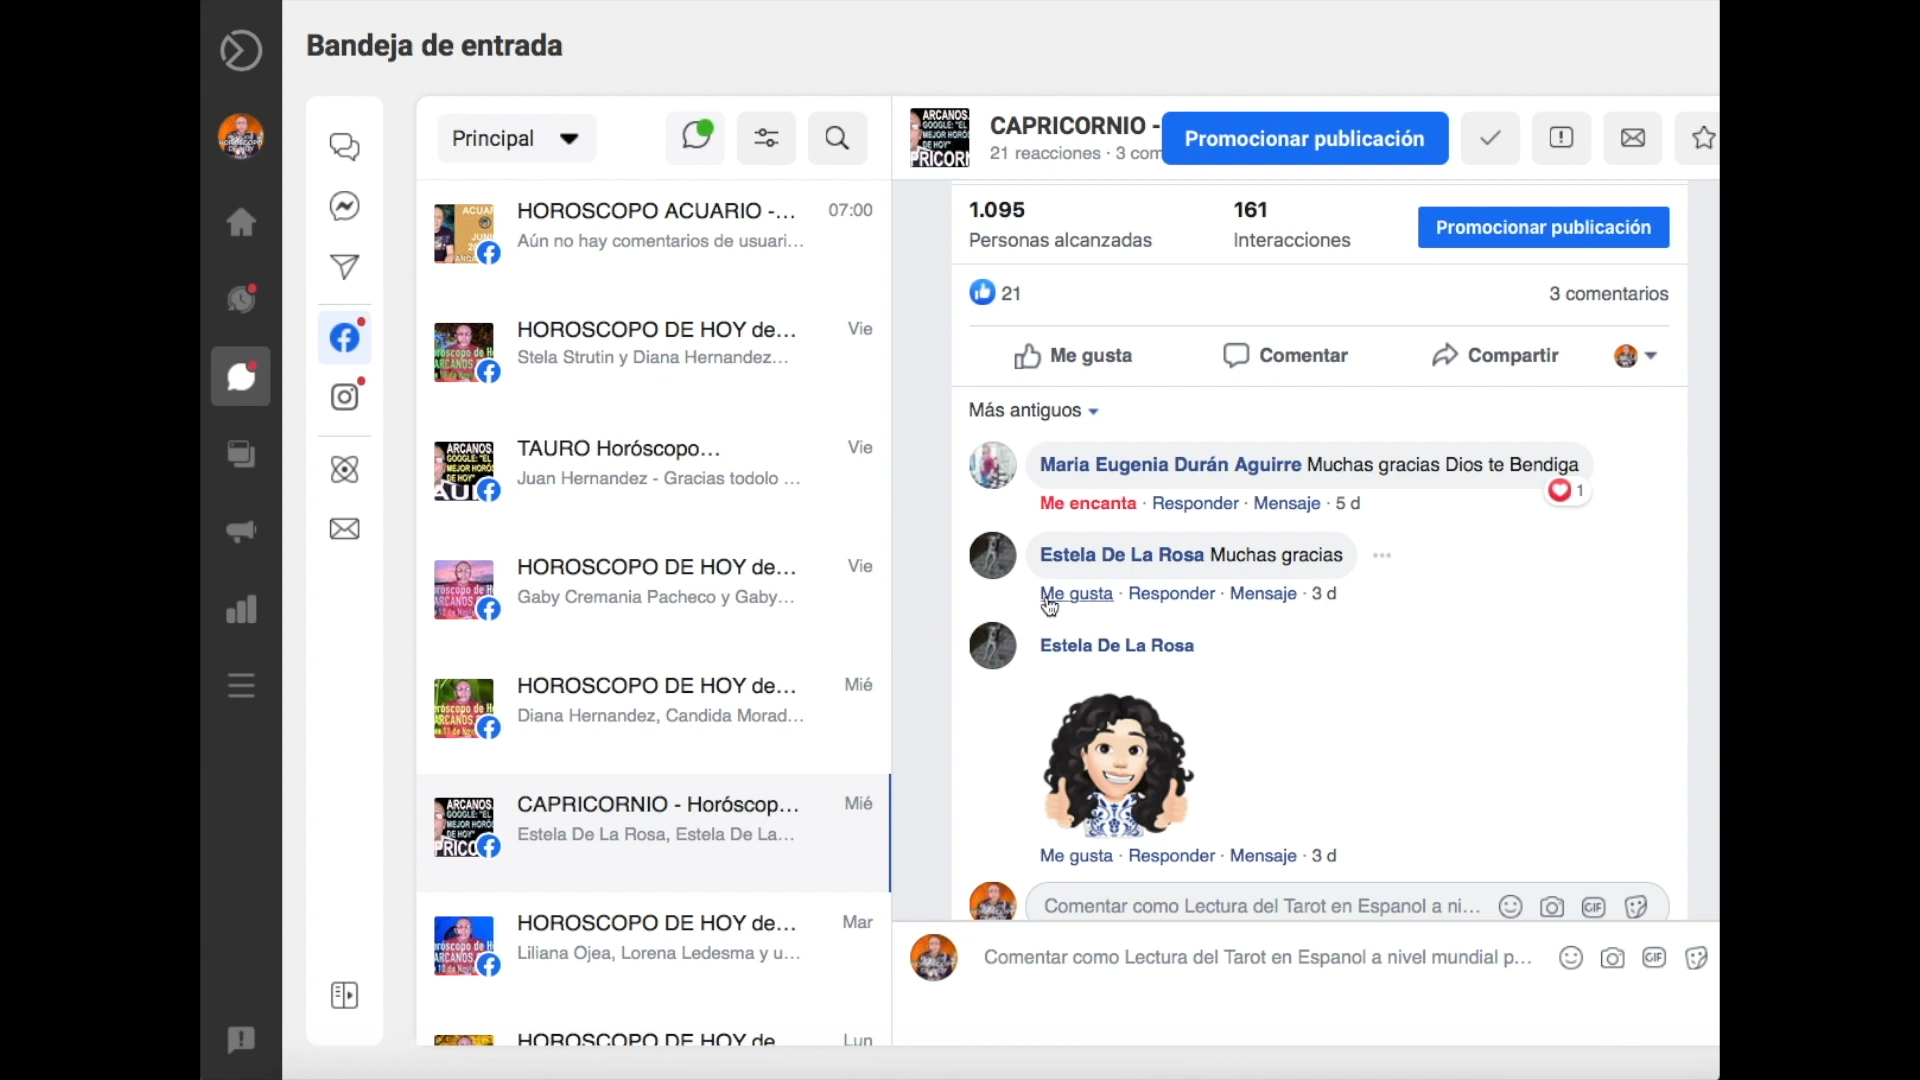 Bandeja de entrada
Principal
HOROSCOPO ACUARIO -...
07:00
Aún no hay comentarios de usuari...
HOROSCOPO DE HOY de...
Vie
Stela Strutin y Diana Hernandez...
TAURO Horóscopo...
Vie
Juan Hernandez - Gracias todolo ...
HOROSCOPO DE HOY de...
Vie
Gaby Cremania Pacheco y Gaby...
HOROSCOPO DE HOY de...
Mié
Diana Hernandez, Candida Morad...
CAPRICORNIO - Horóscop...
Mié
Estela De La Rosa, Estela De La...
HOROSCOPO DE HOY de...
Mar
Liliana Ojea, Lorena Ledesma y u...
HOROSCOPO DE HOY de
Lun
CAPRICORNIO -
21 reacciones · 3 com
Promocionar publicación
1.095
Personas alcanzadas
161
Interacciones
Promocionar publicación
21
3 comentarios
Me gusta
Comentar
Compartir
Más antiguos
Maria Eugenia Durán Aguirre Muchas gracias Dios te Bendiga
1
Me encanta · Responder · Mensaje · 5 d
Estela De La Rosa Muchas gracias
Me gusta · Responder · Mensaje · 3 d
Estela De La Rosa
Me gusta · Responder · Mensaje · 3 d
Comentar como Lectura del Tarot en Espanol a ni...
GIF
Comentar como Lectura del Tarot en Espanol a nivel mundial p...
GIF